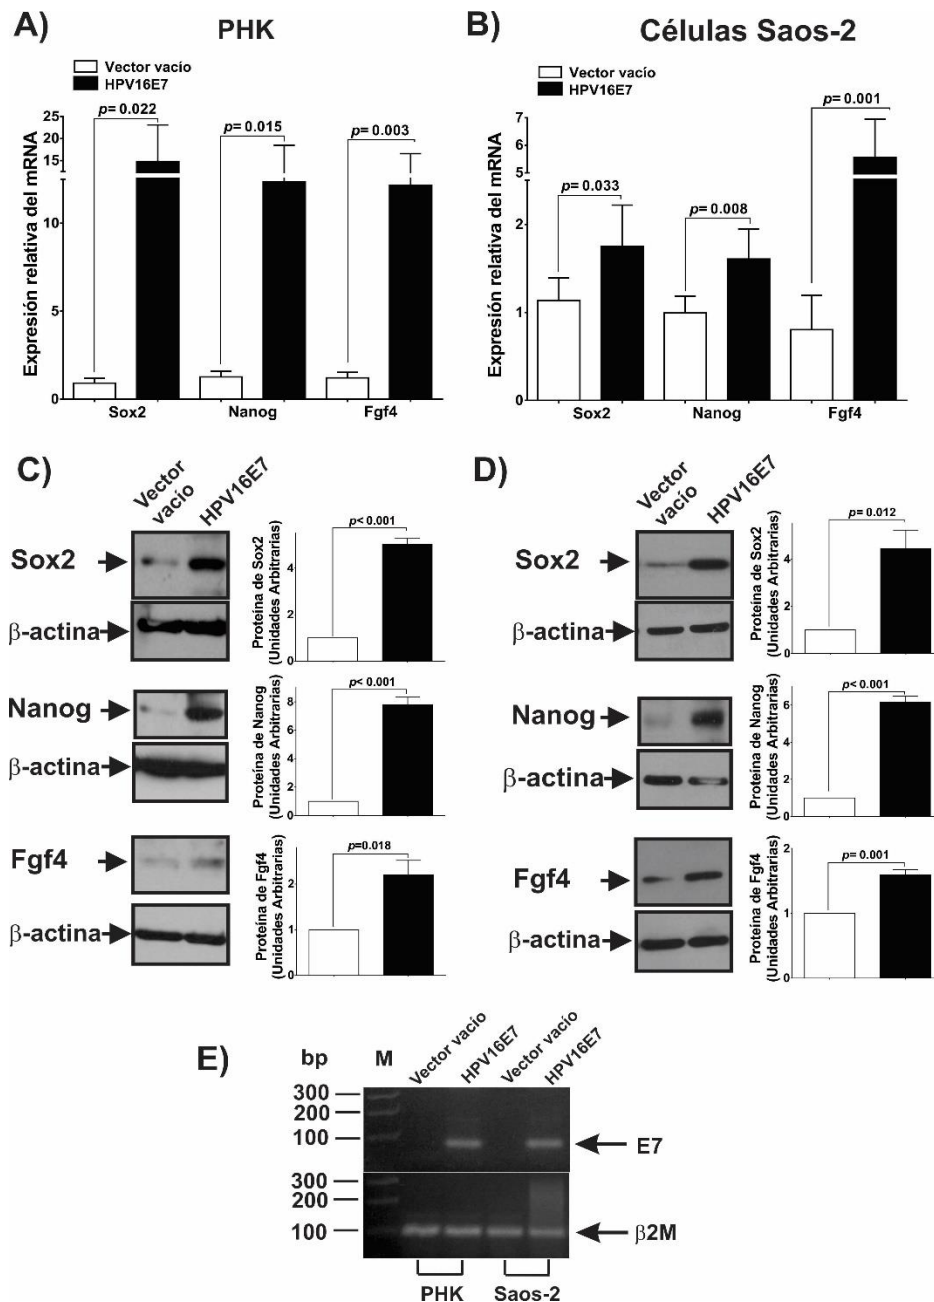 A)
PHK
Vector vacío
HPV16E7
p= 0.022
p= 0.015
p= 0.003
Expresión relativa del mRNA
25
20
15
10
5
0
Sox2
Nanog
Fgf4
B)
Células Saos-2
Vector vacío
HPV16E7
p= 0.001
p= 0.033
p= 0.008
Expresión relativa del mRNA
7
6
5
2
1
0
Sox2
Nanog
Fgf4
C)
Vector
vacío
HPV16E7
Sox2
β-actina
Proteína de Sox2
(Unidades Arbitrarias)
p< 0.001
4
2
1
0
Nanog
β-actina
Proteína de Nanog
(Unidades Arbitrarias)
p< 0.001
8
6
4
2
1
0
Fgf4
β-actina
Proteína de Fgf4
(Unidades Arbitrarias)
p=0.018
2
1
0
D)
Vector
vacío
HPV16E7
Sox2
β-actina
Proteína de Sox2
(Unidades Arbitrarias)
p= 0.012
4
2
1
0
Nanog
β-actina
Proteína de Nanog
(Unidades Arbitrarias)
p< 0.001
6
4
2
1
0
Fgf4
β-actina
Proteína de Fgf4
(Unidades Arbitrarias)
p= 0.001
2
1
0
E)
bp
M
Vector vacío
HPV16E7
Vector vacío
HPV16E7
300
200
100
E7
300
200
100
β2M
PHK
Saos-2